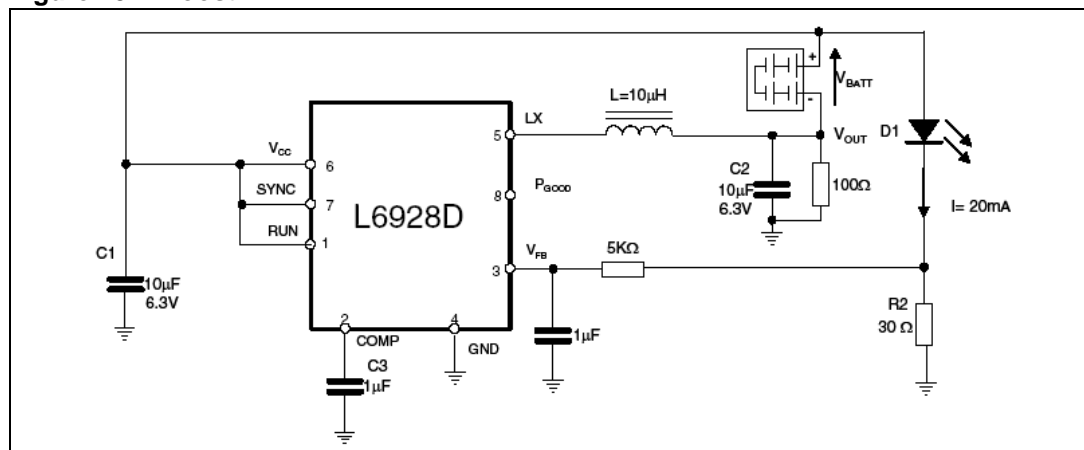 L=10μH
LX
5
+
-
V_BATT
V_OUT
D1
V_CC
6
SYNC
7
RUN
1
L6928D
P_GOOD
8
C2
10μF
6.3V
100Ω
I= 20mA
C1
10μF
6.3V
V_FB
3
5KΩ
R2
30 Ω
2
COMP
4
GND
1μF
C3
1μF